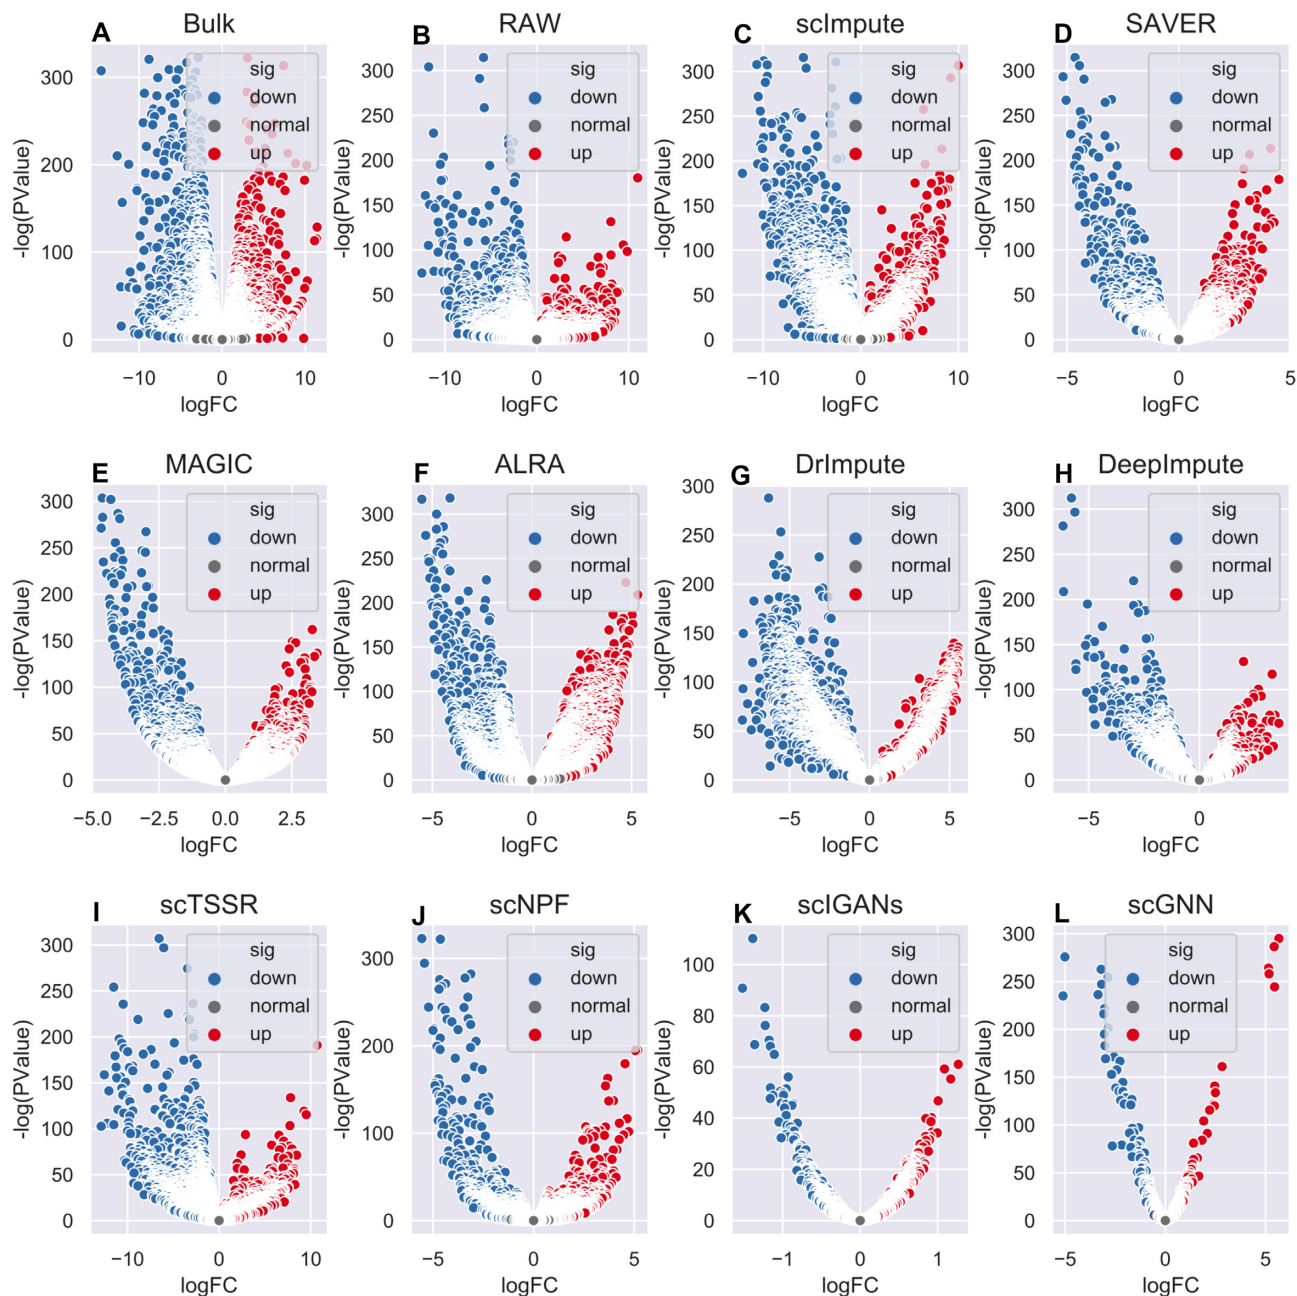 A Bulk
sig
down
normal
up
300
200
100
0
−10 0 10
logFC
-log(PValue)
B RAW
sig
down
normal
up
300
250
200
150
100
50
0
−10 0 10
logFC
-log(PValue)
C scImpute
sig
down
normal
up
300
250
200
150
100
50
0
−10 0 10
logFC
-log(PValue)
D SAVER
sig
down
normal
up
300
250
200
150
100
50
0
−5 0 5
logFC
-log(PValue)
E MAGIC
sig
down
normal
up
300
250
200
150
100
50
0
−5.0 −2.5 0.0 2.5
logFC
-log(PValue)
F ALRA
sig
down
normal
up
300
250
200
150
100
50
0
−5 0 5
logFC
-log(PValue)
G DrImpute
sig
down
normal
up
300
250
200
150
100
50
0
−5 0 5
logFC
-log(PValue)
H DeepImpute
sig
down
normal
up
300
250
200
150
100
50
0
−5 0
logFC
-log(PValue)
I scTSSR
sig
down
normal
up
300
250
200
150
100
50
0
−10 0 10
logFC
-log(PValue)
J scNPF
sig
down
normal
up
300
200
100
0
−5 0 5
logFC
-log(PValue)
K scIGANs
sig
down
normal
up
100
80
60
40
20
0
−1 0 1
logFC
-log(PValue)
L scGNN
sig
down
normal
up
300
250
200
150
100
50
0
−5 0 5
logFC
-log(PValue)